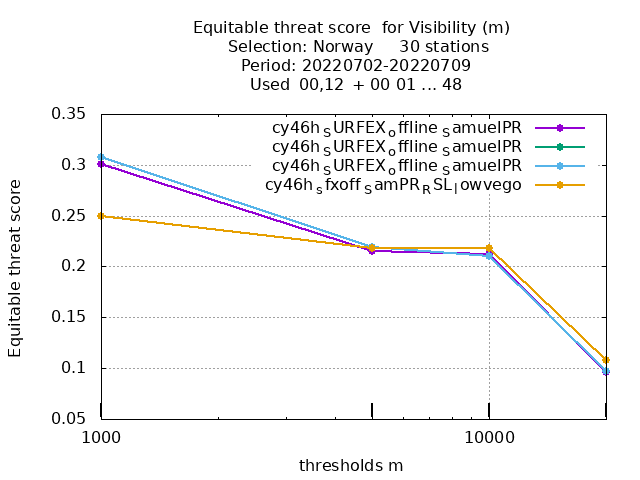 Equitable threat score  for Visibility (m)
Selection: Norway     30 stations
Period: 20220702-20220709
Used  00,12  + 00 01 ... 48
cy46h_SURFEX_offline_SamuelPR
cy46h_SURFEX_offline_SamuelPR
cy46h_SURFEX_offline_SamuelPR
cy46h_sfxoff_SamPR_RSL_lowvego
0.35
0.3
0.25
0.2
0.15
0.1
0.05
Equitable threat score
1000
10000
thresholds m